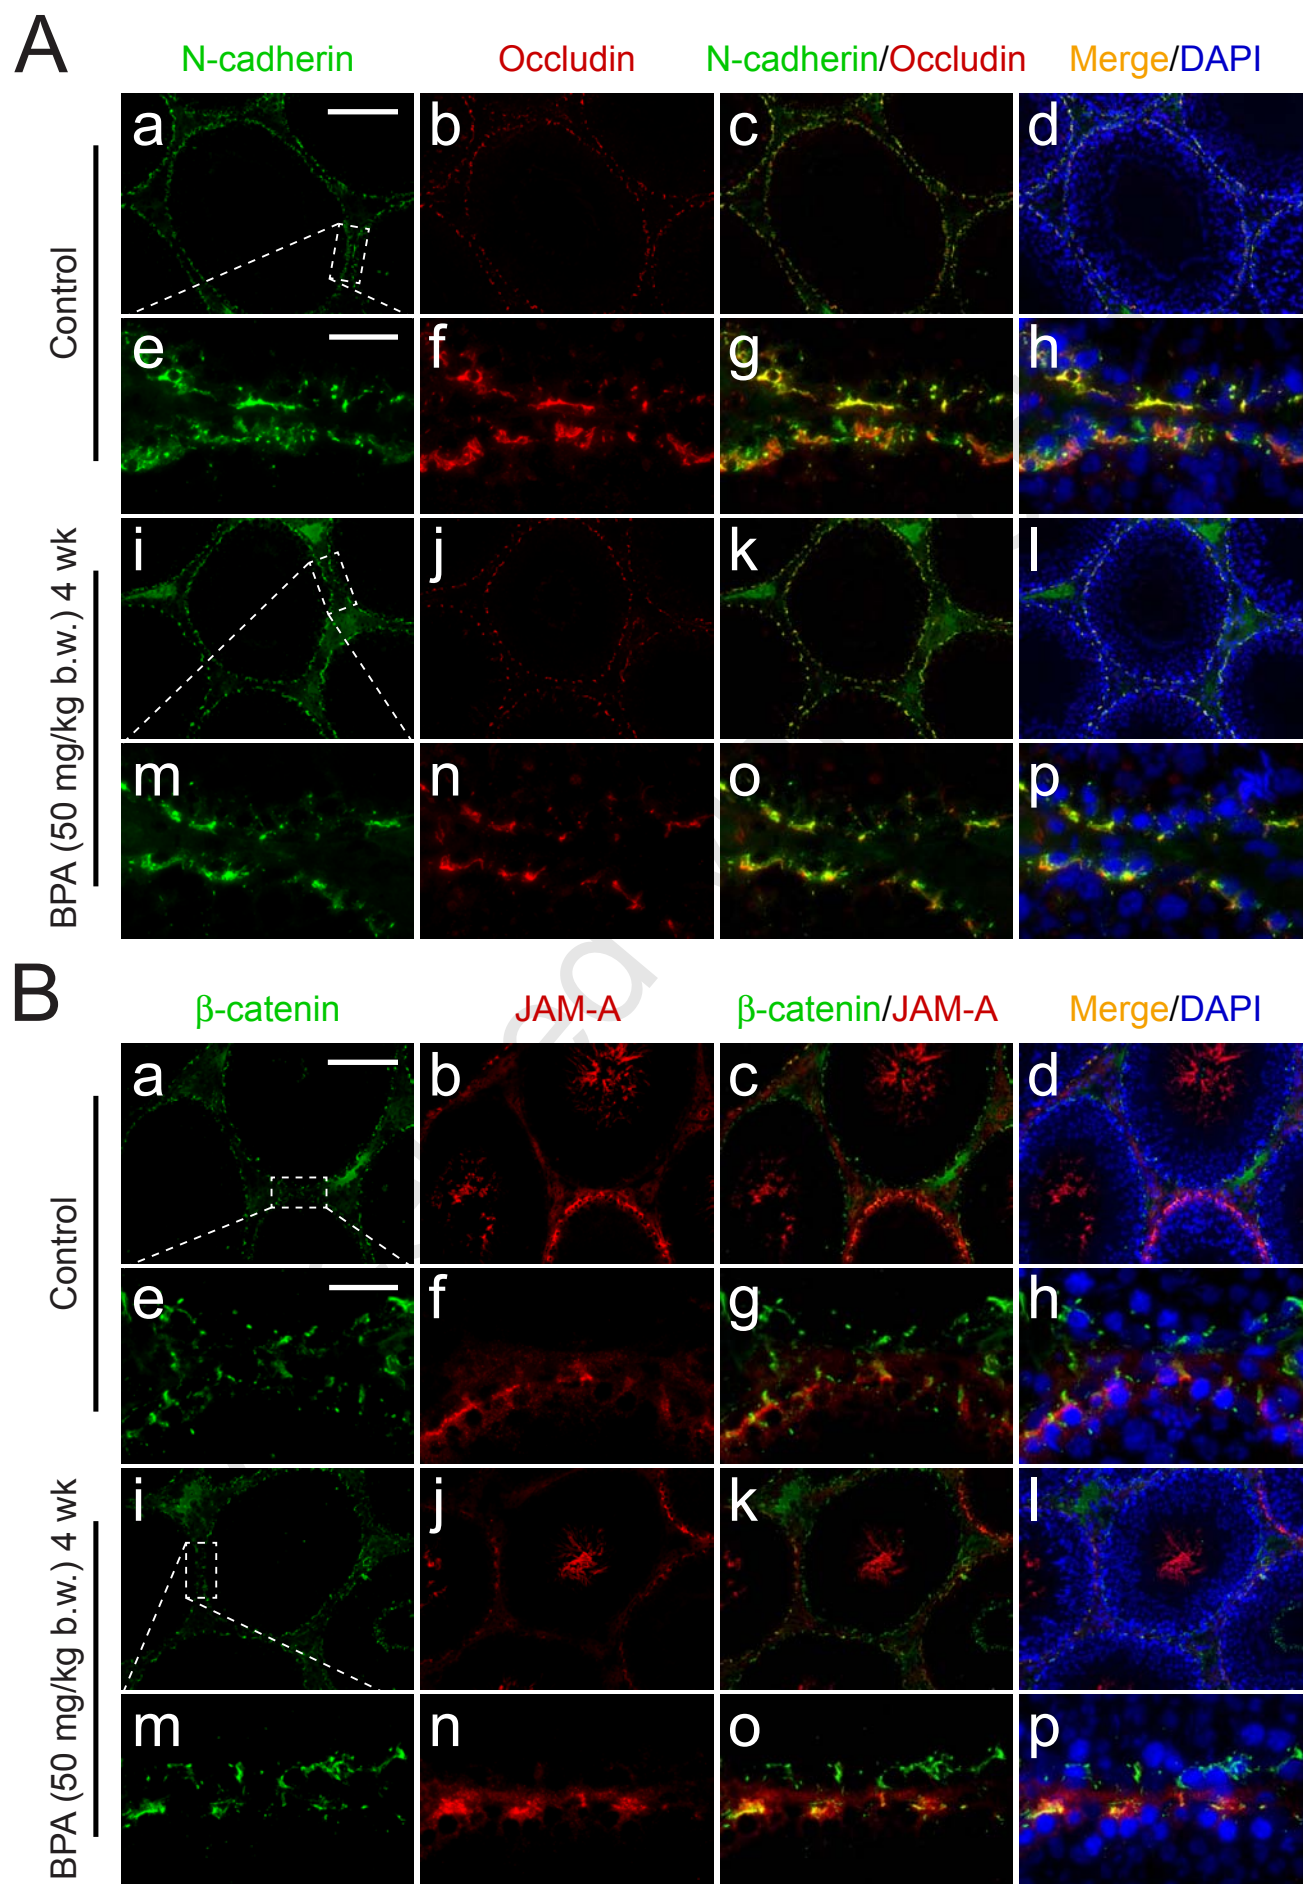 A
N-cadherin Occludin N-cadherin/Occludin Merge/DAPI
Control
a b c d
e f g h
BPA (50 mg/kg b.w.) 4 wk
i j k l
m n o p
B
β-catenin JAM-A β-catenin/JAM-A Merge/DAPI
Control
a b c d
e f g h
BPA (50 mg/kg b.w.) 4 wk
i j k l
m n o p